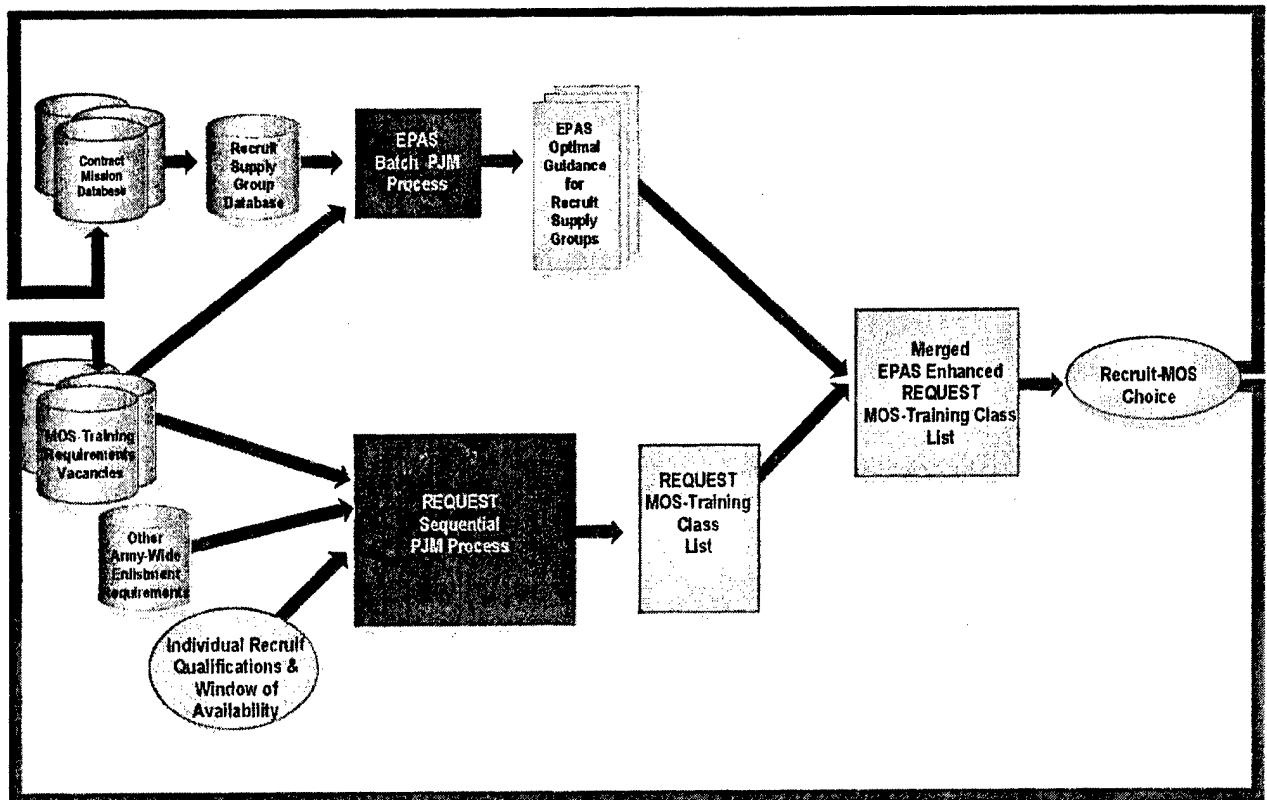 Contract
Mission
Database
Recruit
Supply
Group
Database
EPAS
Batch PJM
Process
EPAS
Optimal
Guidance
for
Recruit
Supply
Groups
MOS-Training
Requirements
Vacancies
Other
Army-Wide
Enlistment
Requirements
Individual Recruit
Qualifications &
Window of
Availability
REQUEST
Sequential
PJM Process
REQUEST
MOS-Training
Class
List
Merged
EPAS Enhanced
REQUEST
MOS-Training Class
List
Recruit-MOS
Choice